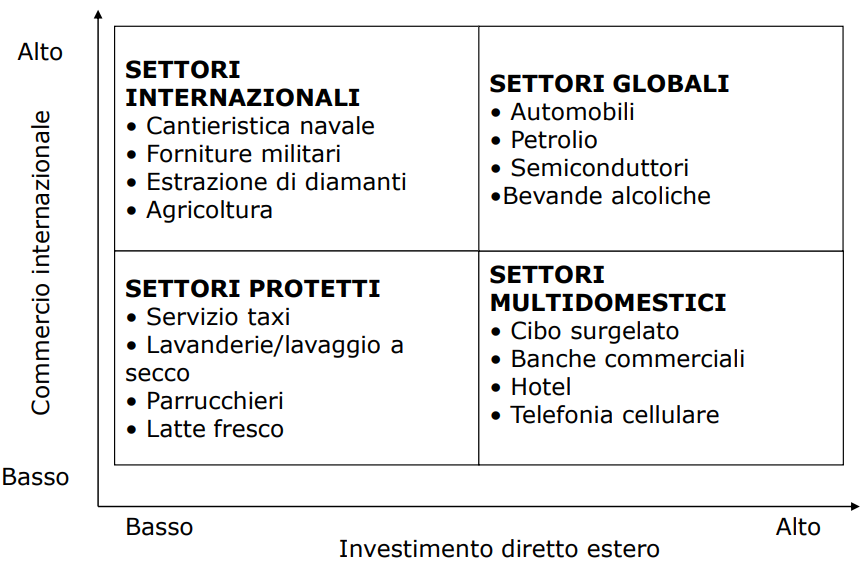 Alto
Commercio internazionale
Basso
SETTORI
INTERNAZIONALI
• Cantieristica navale
• Forniture militari
• Estrazione di diamanti
• Agricoltura
SETTORI GLOBALI
• Automobili
• Petrolio
• Semiconduttori
•Bevande alcoliche
SETTORI PROTETTI
• Servizio taxi
• Lavanderie/lavaggio a
secco
• Parrucchieri
• Latte fresco
SETTORI
MULTIDOMESTICI
• Cibo surgelato
• Banche commerciali
• Hotel
• Telefonia cellulare
Basso
Alto
Investimento diretto estero